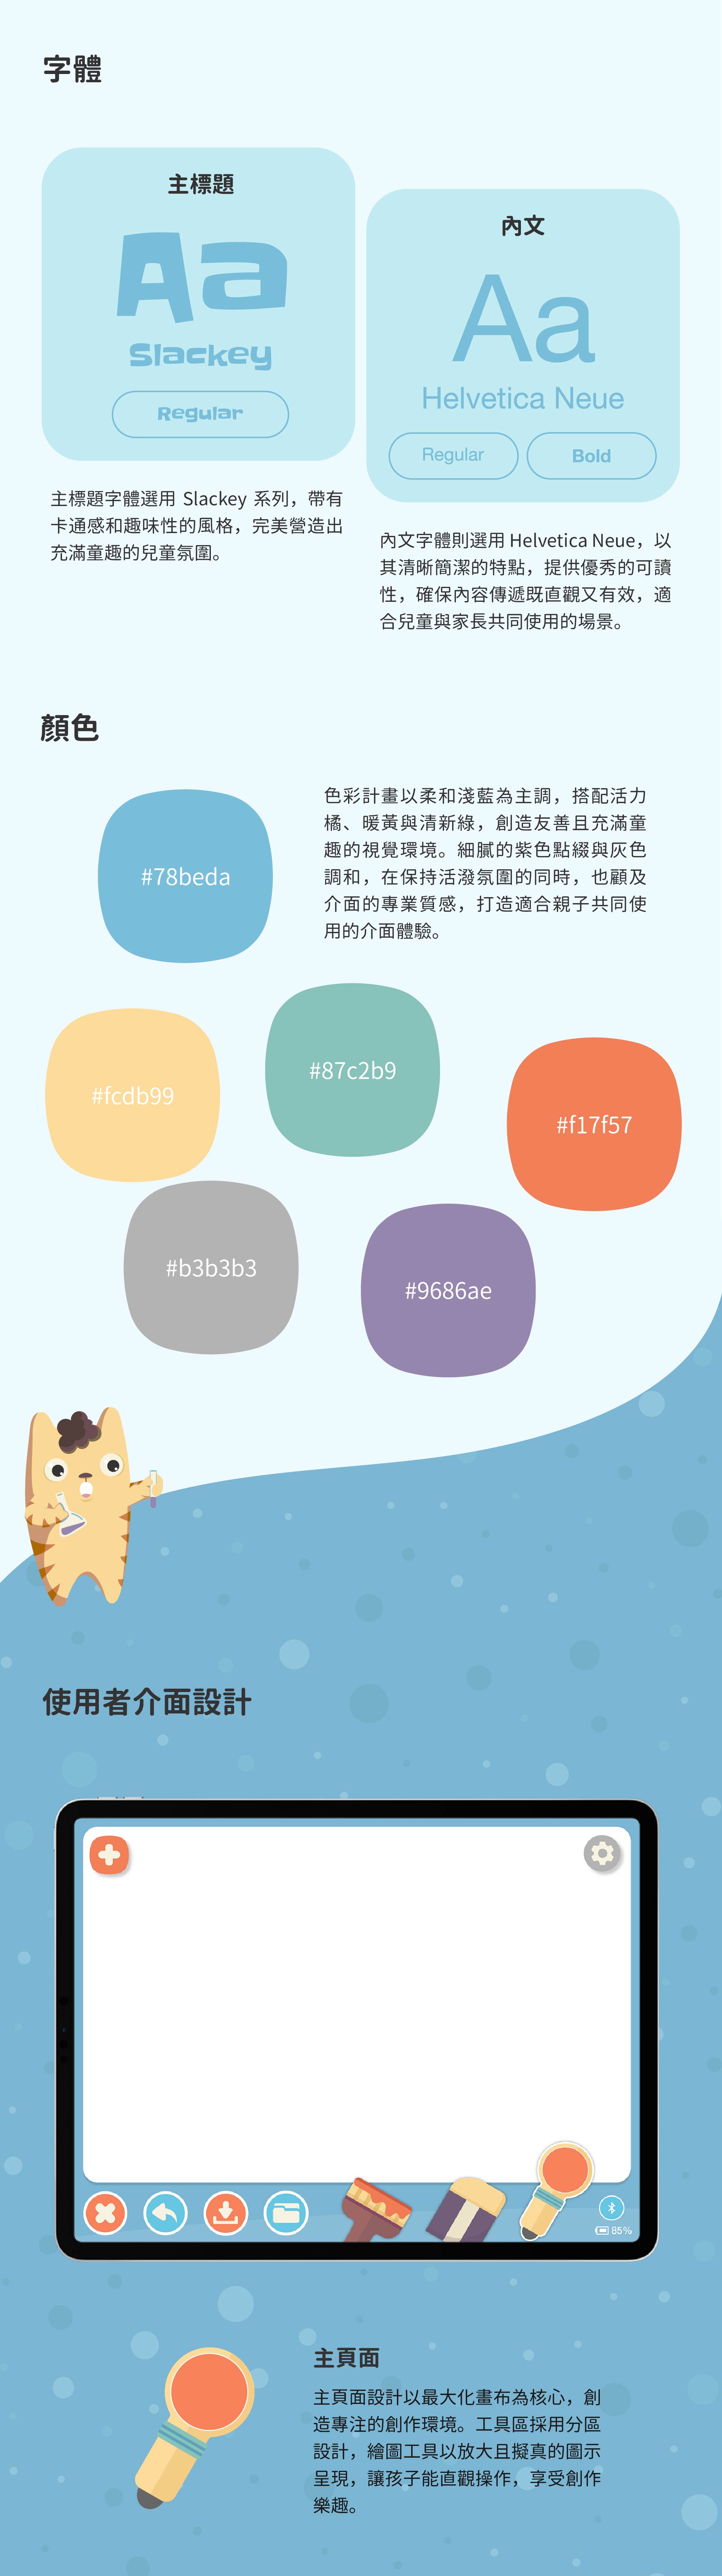 字體
主標題
Aa
Slackey
Regular
主標題字體選用 Slackey 系列，帶有
卡通感和趣味性的風格，完美營造出
充滿童趣的兒童氛圍。
內文
Aa
Helvetica Neue
Regular
Bold
內文字體則選用 Helvetica Neue，以
其清晰簡潔的特點，提供優秀的可讀
性，確保內容傳遞既直觀又有效，適
合兒童與家長共同使用的場景。
顏色
#78beda
色彩計畫以柔和淺藍為主調，搭配活力
橘、暖黃與清新綠，創造友善且充滿童
趣的視覺環境。細膩的紫色點綴與灰色
調和，在保持活潑氛圍的同時，也顧及
介面的專業質感，打造適合親子共同使
用的介面體驗。
#fcdb99
#87c2b9
#f17f57
#b3b3b3
#9686ae
使用者介面設計
85%
主頁面
主頁面設計以最大化畫布為核心，創
造專注的創作環境。工具區採用分區
設計，繪圖工具以放大且擬真的圖示
呈現，讓孩子能直觀操作，享受創作
樂趣。